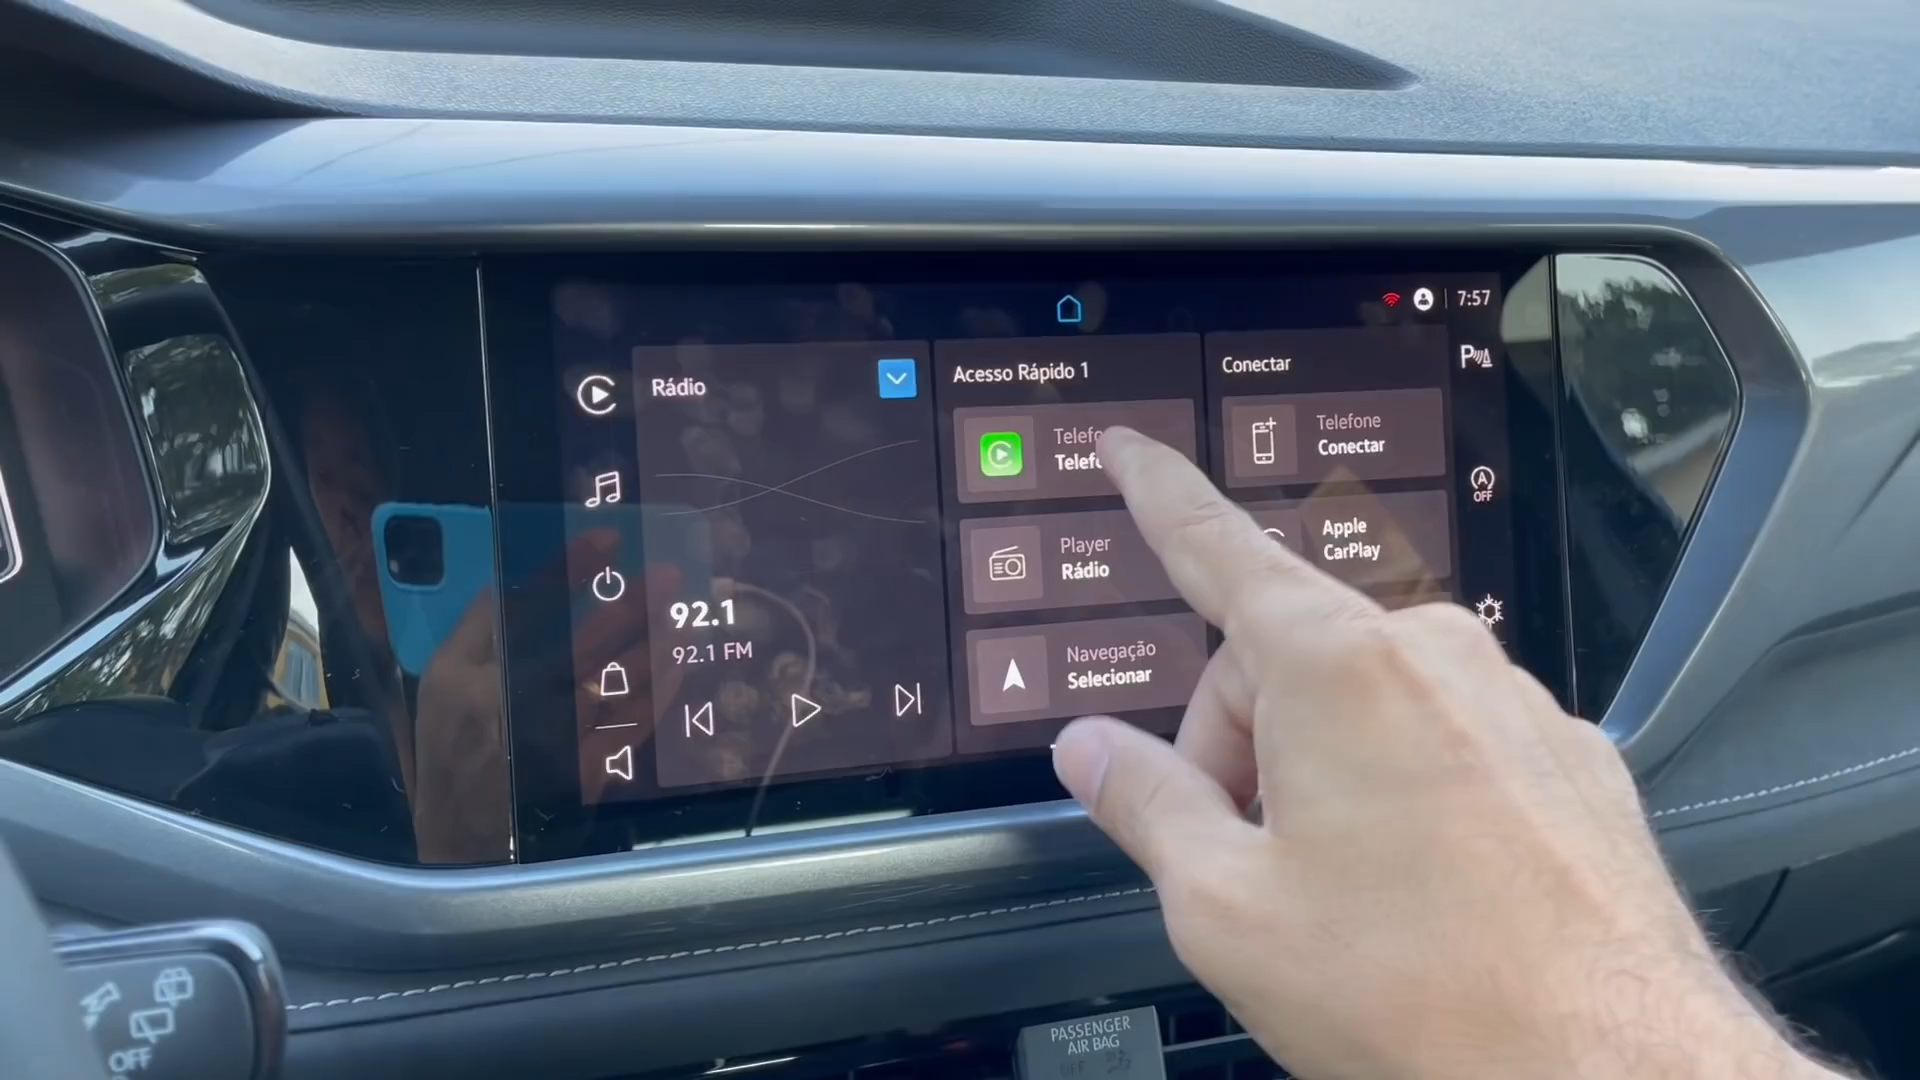 7:57
Rádio
Acesso Rápido 1
Conectar
Telefone
Conectar
Player
Rádio
Apple
CarPlay
OFF
92.1
92.1 FM
Navegação
Selecionar
OFF
PASSENGER
AIR BAG
OFF